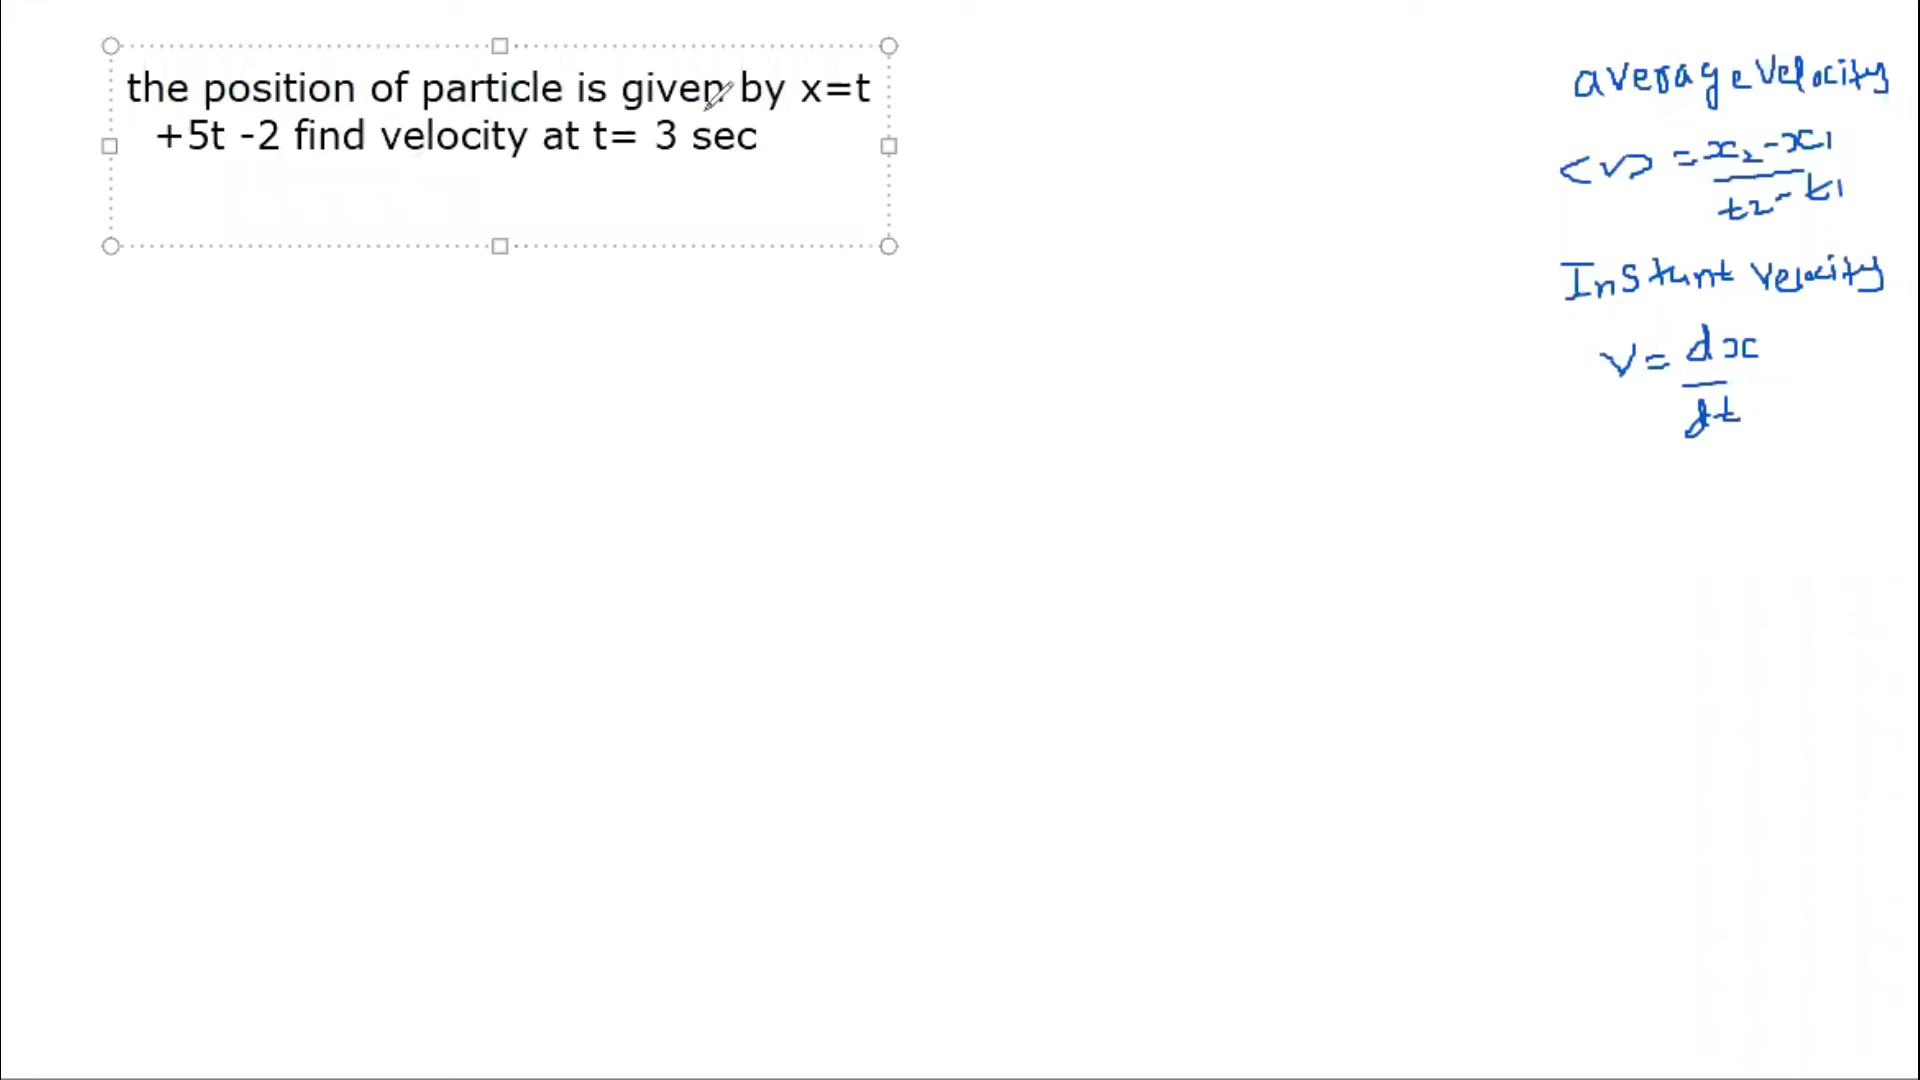 the position of particle is given by x=t
+5t -2 find velocity at t= 3 sec
average velocity
<v> = x2-x1
t2-t1
Instant velocity
v= dx
dt